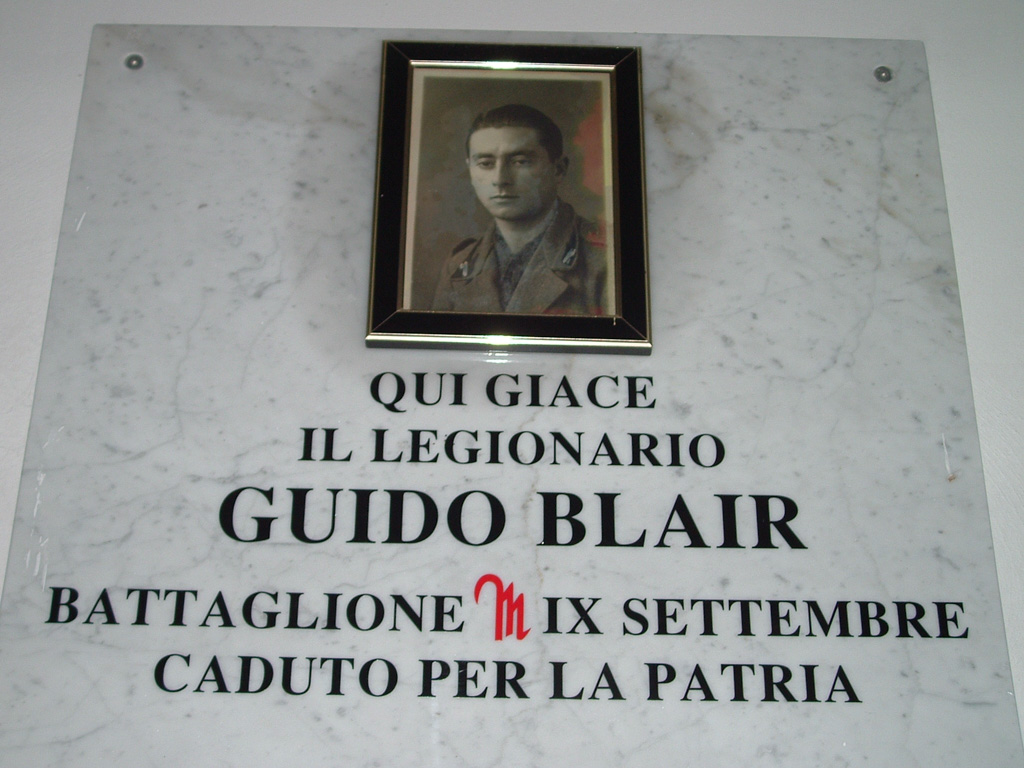 QUI GIACE
IL LEGIONARIO
GUIDO BLAIR
BATTAGLIONE M IX SETTEMBRE
CADUTO PER LA PATRIA